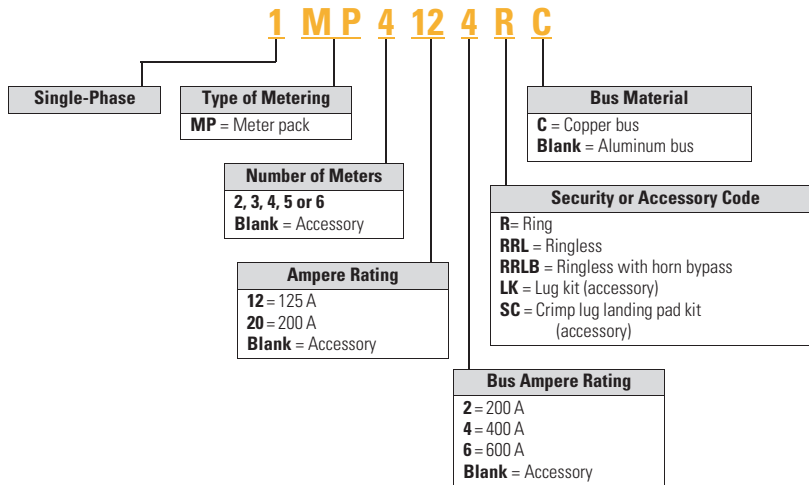 1 MP 4 12 4 R C
Single-Phase
Type of Metering
MP = Meter pack
Number of Meters
2, 3, 4, 5 or 6
Blank = Accessory
Ampere Rating
12 = 125 A
20 = 200 A
Blank = Accessory
Bus Ampere Rating
2 = 200 A
4 = 400 A
6 = 600 A
Blank = Accessory
Security or Accessory Code
R= Ring
RRL = Ringless
RRLB = Ringless with horn bypass
LK = Lug kit (accessory)
SC = Crimp lug landing pad kit
(accessory)
Bus Material
C = Copper bus
Blank = Aluminum bus